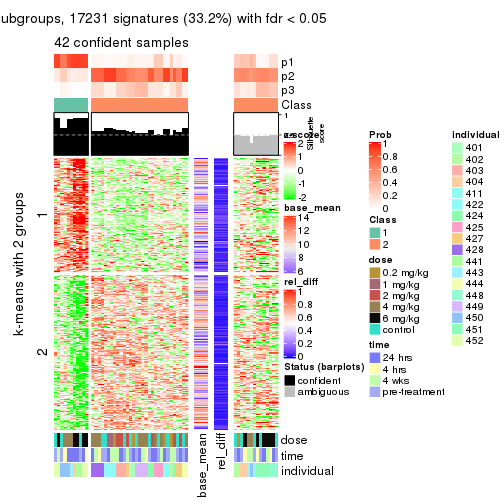 ubgroups, 17231 signatures (33.2%) with fdr < 0.05
42 confident samples
p1
p2
p3
Class
1
0.5
Silhouette
score
k-means with 2 groups
1
2
dose
time
individual
base_mean
rel_diff
z-score
2
1
0
-1
-2
base_mean
14
12
10
8
6
rel_diff
1
0.8
0.6
0.4
0.2
0
Status (barplots)
confident
ambiguous
Prob
1
0.8
0.6
0.4
0.2
0
Class
1
2
dose
0.2 mg/kg
1 mg/kg
2 mg/kg
4 mg/kg
6 mg/kg
control
time
24 hrs
4 hrs
4 wks
pre-treatment
individual
401
402
403
404
411
422
424
425
427
428
441
443
444
448
449
450
451
452